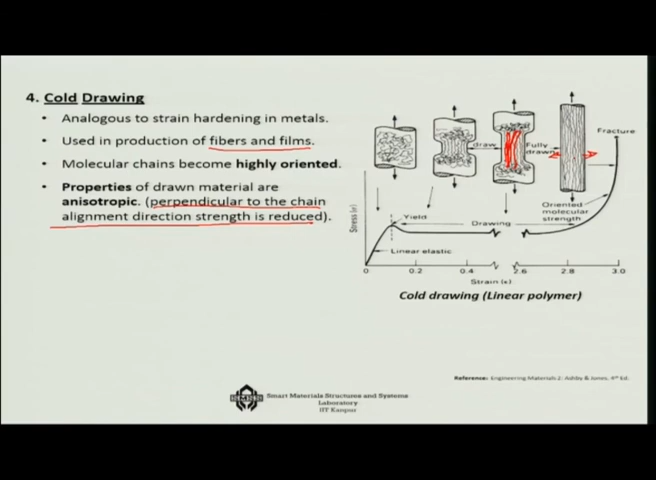 4. Cold Drawing
• Analogous to strain hardening in metals.
• Used in production of fibers and films.
• Molecular chains become highly oriented.
• Properties of drawn material are
anisotropic. (perpendicular to the chain
alignment direction strength is reduced).
draw
Fully
drawn
Fracture
Oriented
molecular
strength
Stress (σ)
Yield
Drawing
Linear elastic
0 0.2 0.4 2.6 2.8 3.0
Strain (ε)
Cold drawing (Linear polymer)
Reference: Engineering Materials-2; Ashby & Jones, 4th Ed.
Smart Materials Structures and Systems
Laboratory
IIT Kanpur